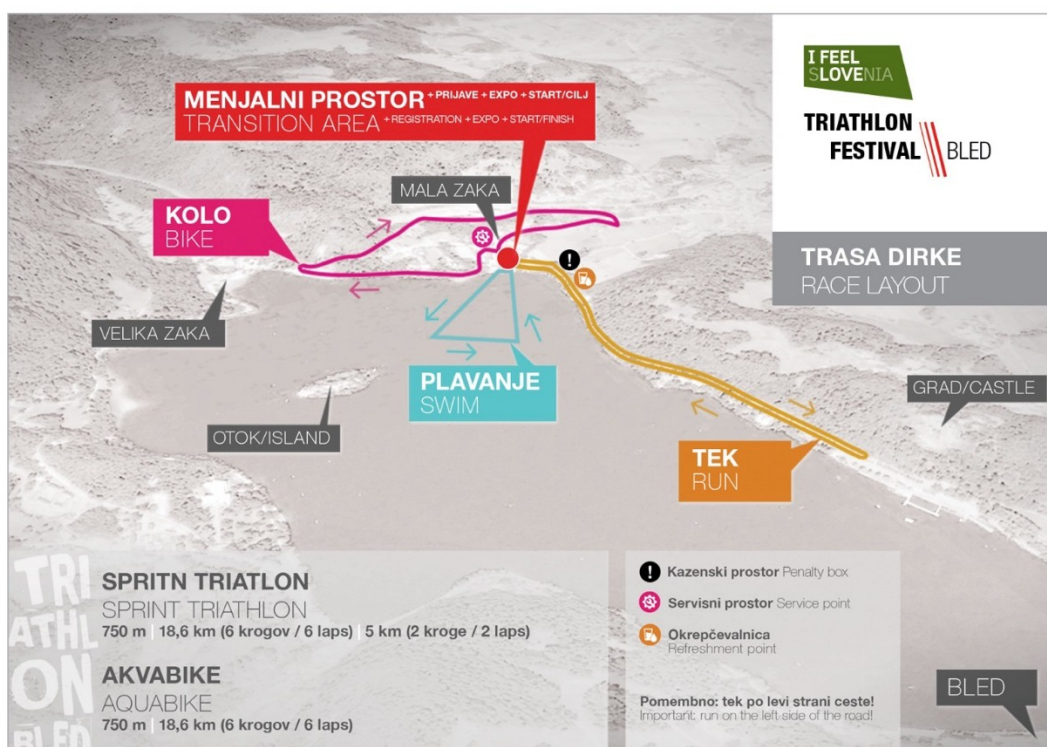 I FEEL
SLOVENIA
TRIATHLON
FESTIVAL BLED
TRASA DIRKE
RACE LAYOUT
MENJALNI PROSTOR + PRIJAVE + EXPO + START/CILJ
TRANSITION AREA + REGISTRATION + EXPO + START/FINISH
MALA ZAKA
KOLO
BIKE
VELIKA ZAKA
PLAVANJE
SWIM
OTOK/ISLAND
GRAD/CASTLE
TEK
RUN
TRI
ATHL
ON
BLED
SPRITN TRIATLON
SPRINT TRIATHLON
750 m | 18,6 km (6 krogov / 6 laps) | 5 km (2 kroge / 2 laps)
AKVABIKE
AQUABIKE
750 m | 18,6 km (6 krogov / 6 laps)
! Kazenski prostor Penalty box
Servisni prostor Service point
Okrepčevalnica
Refreshment point
Pomembno: tek po levi strani ceste!
Important: run on the left side of the road!
BLED